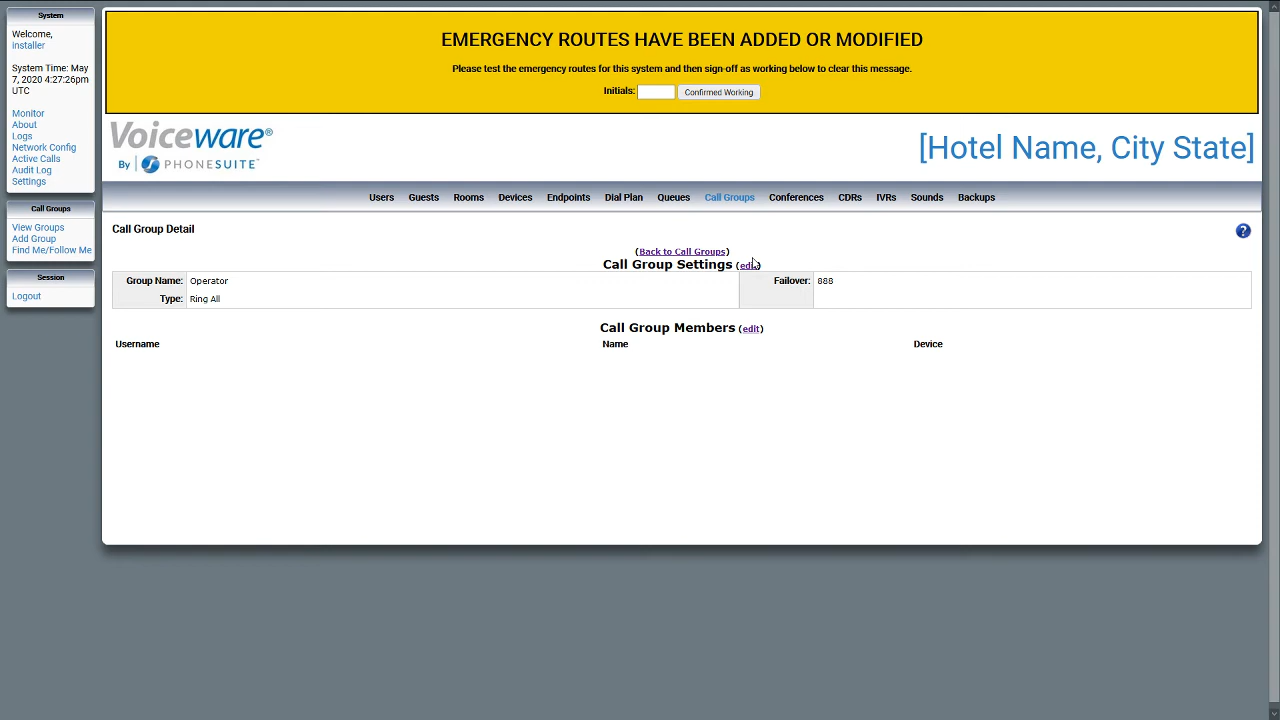 System
Welcome,
installer
System Time: May
7, 2020 4:27:26pm
UTC
Monitor
About
Logs
Network Config
Active Calls
Audit Log
Settings
Call Groups
View Groups
Add Group
Find Me/Follow Me
Session
Logout
EMERGENCY ROUTES HAVE BEEN ADDED OR MODIFIED
Please test the emergency routes for this system and then sign-off as working below to clear this message.
Initials: Confirmed Working
Voiceware®
By PHONESUITE™
[Hotel Name, City State]
Users Guests Rooms Devices Endpoints Dial Plan Queues Call Groups Conferences CDRs IVRs Sounds Backups
Call Group Detail
?
(Back to Call Groups)
Call Group Settings (edit)
Group Name: Operator Failover: 888
Type: Ring All
Call Group Members (edit)
Username Name Device